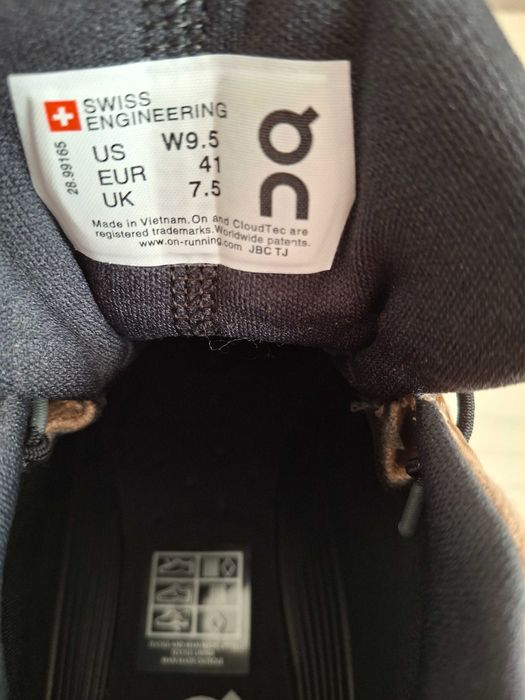 SWISS
ENGINEERING
28.99165
US W9.5
EUR 41
UK 7.5
Made in Vietnam.On and CloudTec are
registered trademarks.Worldwide patents.
www.on-running.com JBC TJ